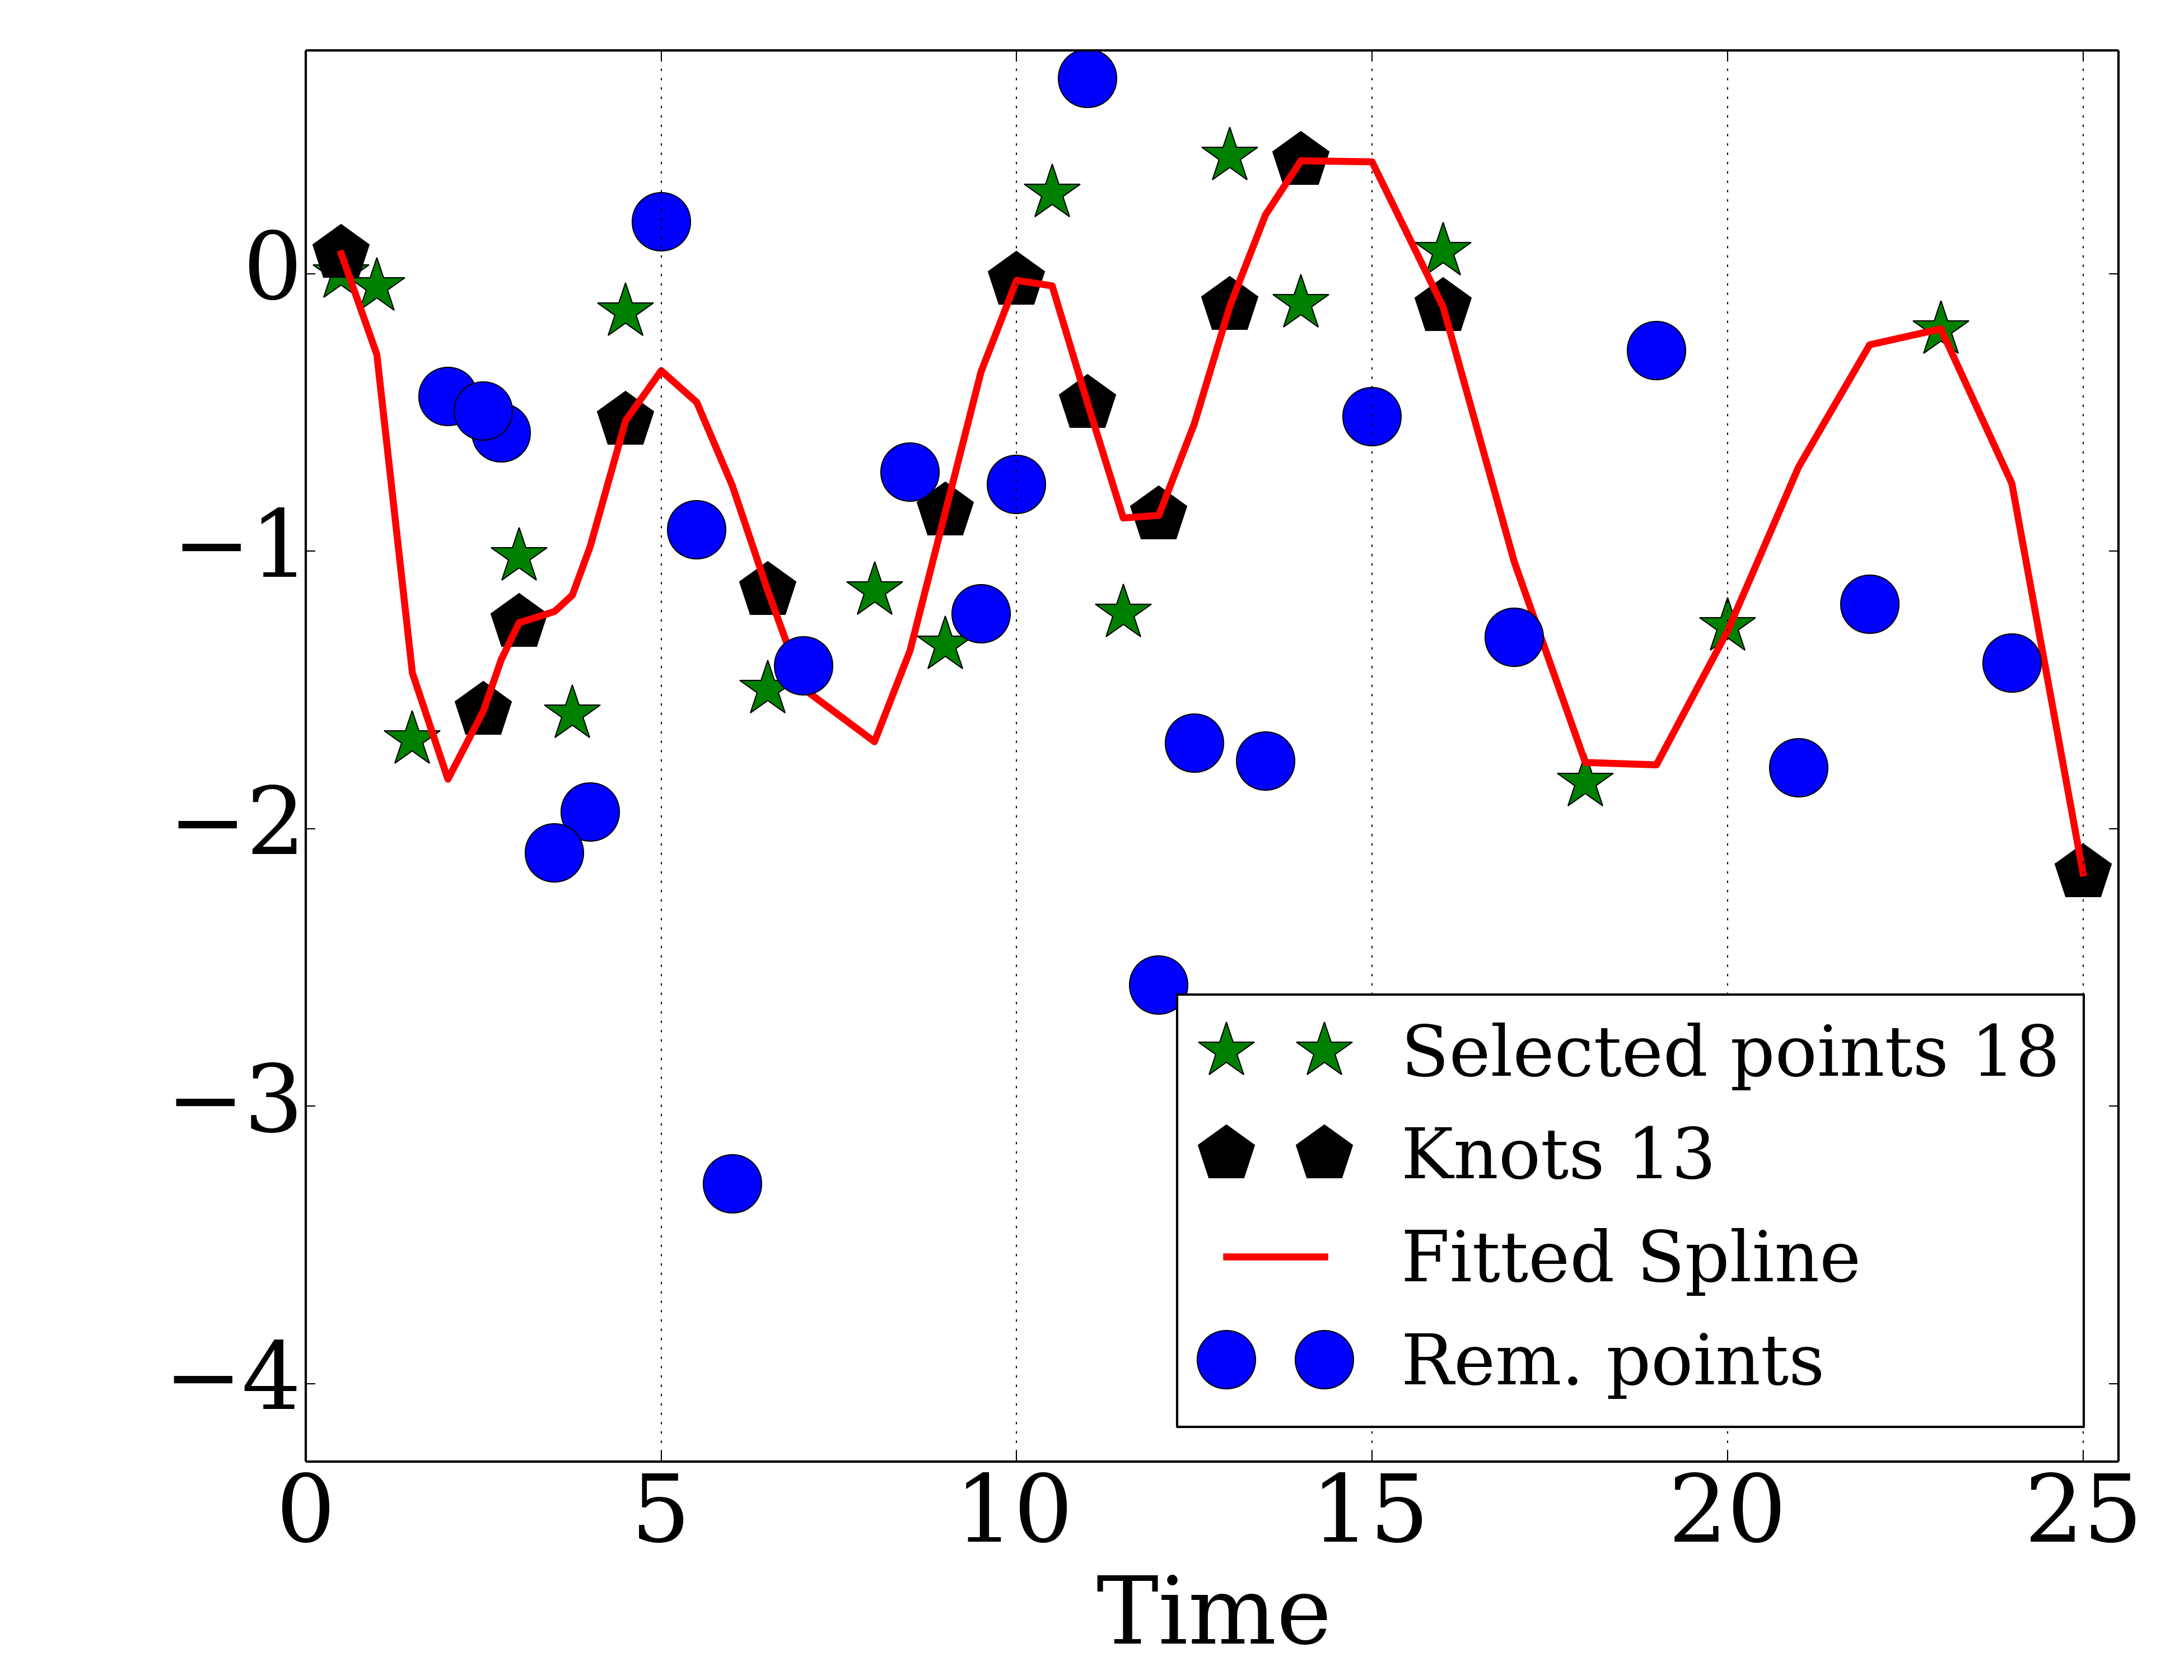 0
−1
−2
−3
−4
Selected points 18
Knots 13
Fitted Spline
Rem. points
0 5 10 15 20 25
Time